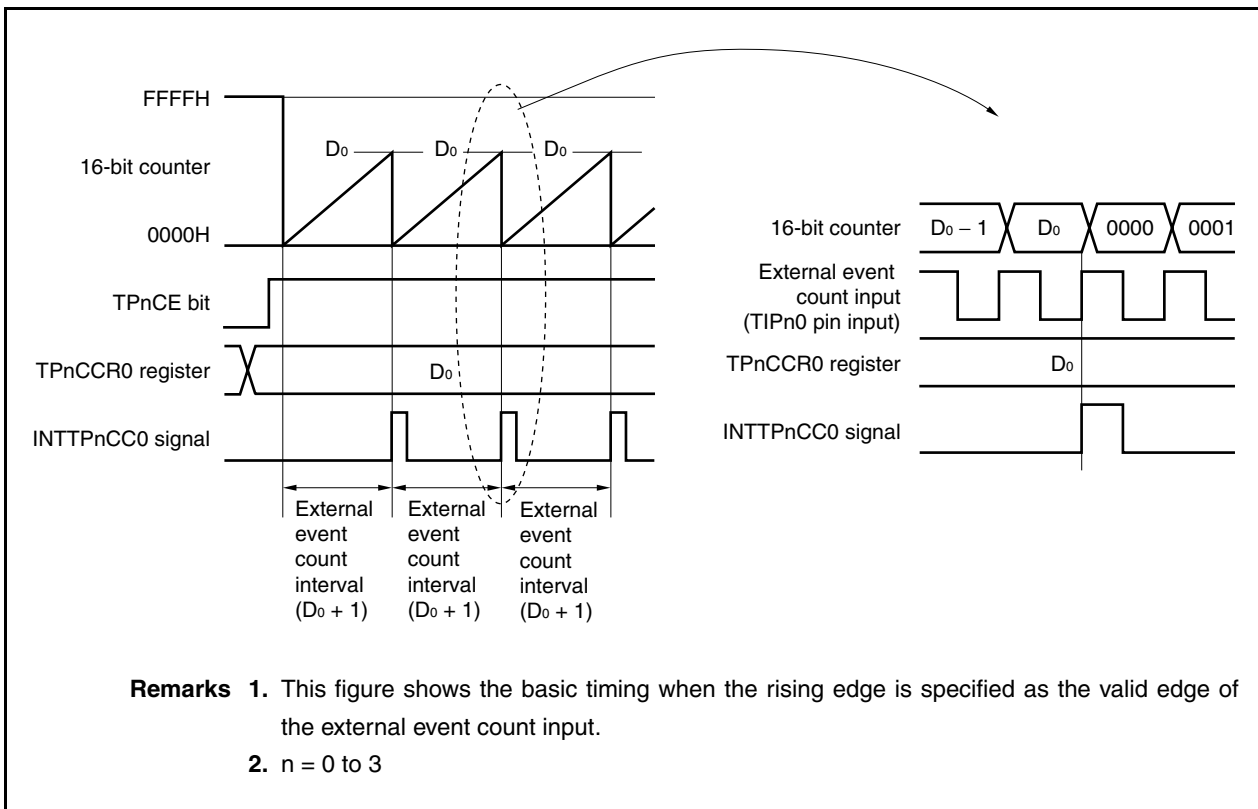 FFFFH
16-bit counter
0000H
D0
D0
D0
TPnCE bit
TPnCCR0 register
D0
INTTPnCC0 signal
External
event
count
interval
(D0 + 1)
External
event
count
interval
(D0 + 1)
External
event
count
interval
(D0 + 1)
16-bit counter
D0 − 1
D0
0000
0001
External event
count input
(TIPn0 pin input)
TPnCCR0 register
D0
INTTPnCC0 signal
Remarks 1. This figure shows the basic timing when the rising edge is specified as the valid edge of
the external event count input.
2. n = 0 to 3